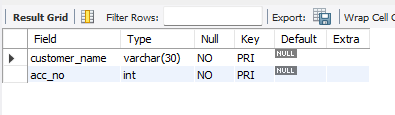 Result Grid Filter Rows: Export: Wrap Cell C
Field Type Null Key Default Extra
customer_name varchar(30) NO PRI NULL
acc_no int NO PRI NULL